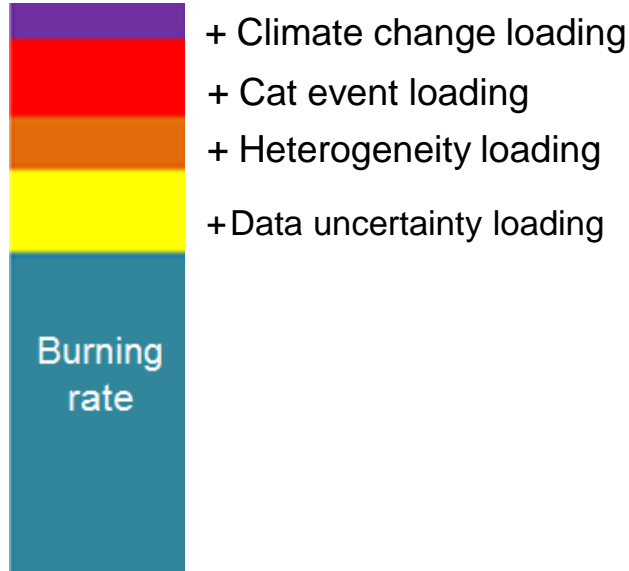 + Climate change loading
+ Cat event loading
+ Heterogeneity loading
+Data uncertainty loading
Burning
rate